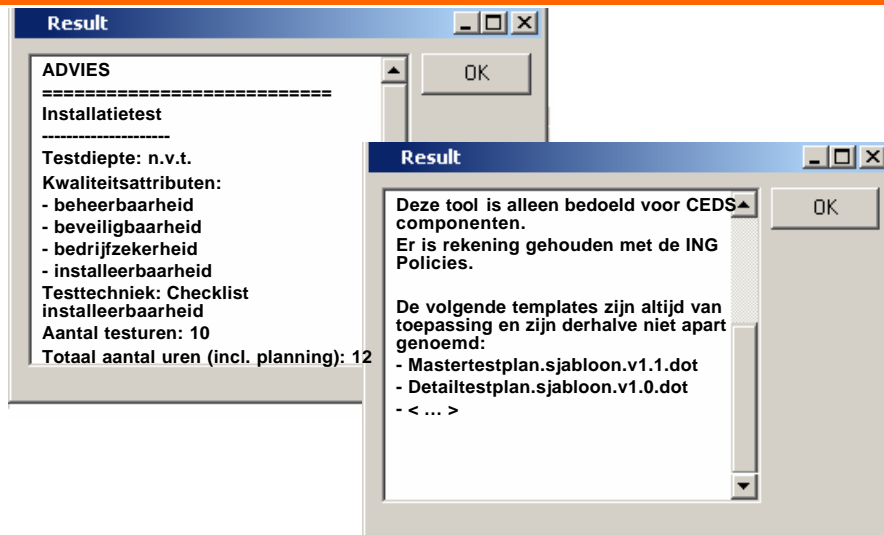 Result
ADVIES
===========================
Installatietest
---------------------
Testdiepte: n.v.t.
Kwaliteitsattributen:
- beheerbaarheid
- beveiligbaarheid
- bedrijfzekerheid
- installeerbaarheid
Testtechniek: Checklist
installeerbaarheid
Aantal testuren: 10
Totaal aantal uren (incl. planning): 12
OK
Result
Deze tool is alleen bedoeld voor CEDS
componenten.
Er is rekening gehouden met de ING
Policies.
De volgende templates zijn altijd van
toepassing en zijn derhalve niet apart
genoemd:
- Mastertestplan.sjabloon.v1.1.dot
- Detailtestplan.sjabloon.v1.0.dot
- < ... >
OK